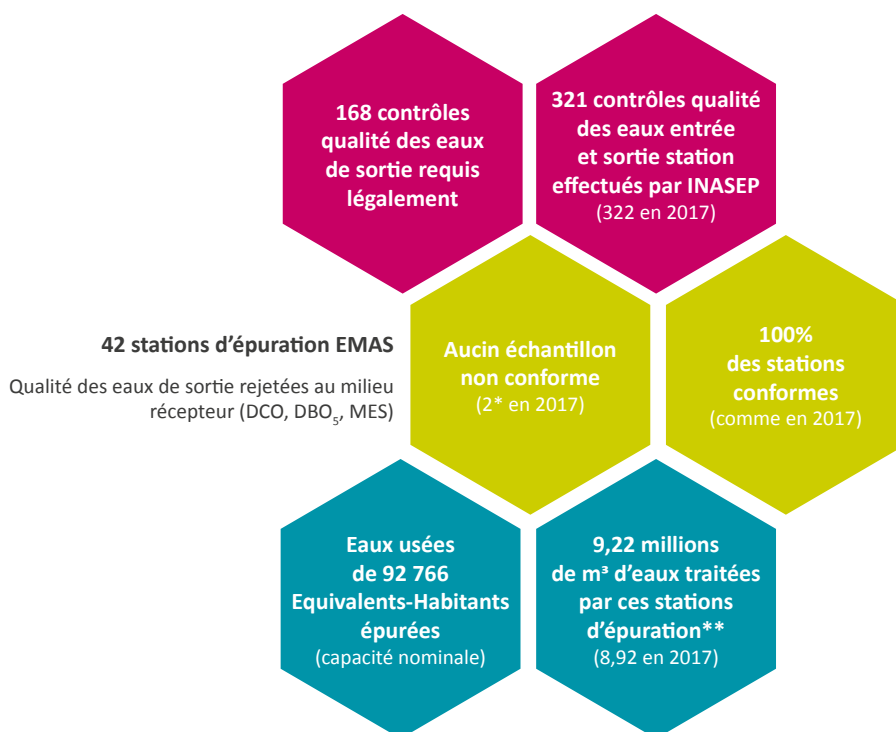 168 contrôles
qualité des eaux
de sortie requis
légalement
321 contrôles qualité
des eaux entrée
et sortie station
effectués par INASEP
(322 en 2017)
42 stations d'épuration EMAS
Qualité des eaux de sortie rejetées au milieu
récepteur (DCO, DBO₅, MES)
Aucin échantillon
non conforme
(2* en 2017)
100%
des stations
conformes
(comme en 2017)
Eaux usées
de 92 766
Equivalents-Habitants
épurées
(capacité nominale)
9,22 millions
de m³ d'eaux traitées
par ces stations
d'épuration**
(8,92 en 2017)